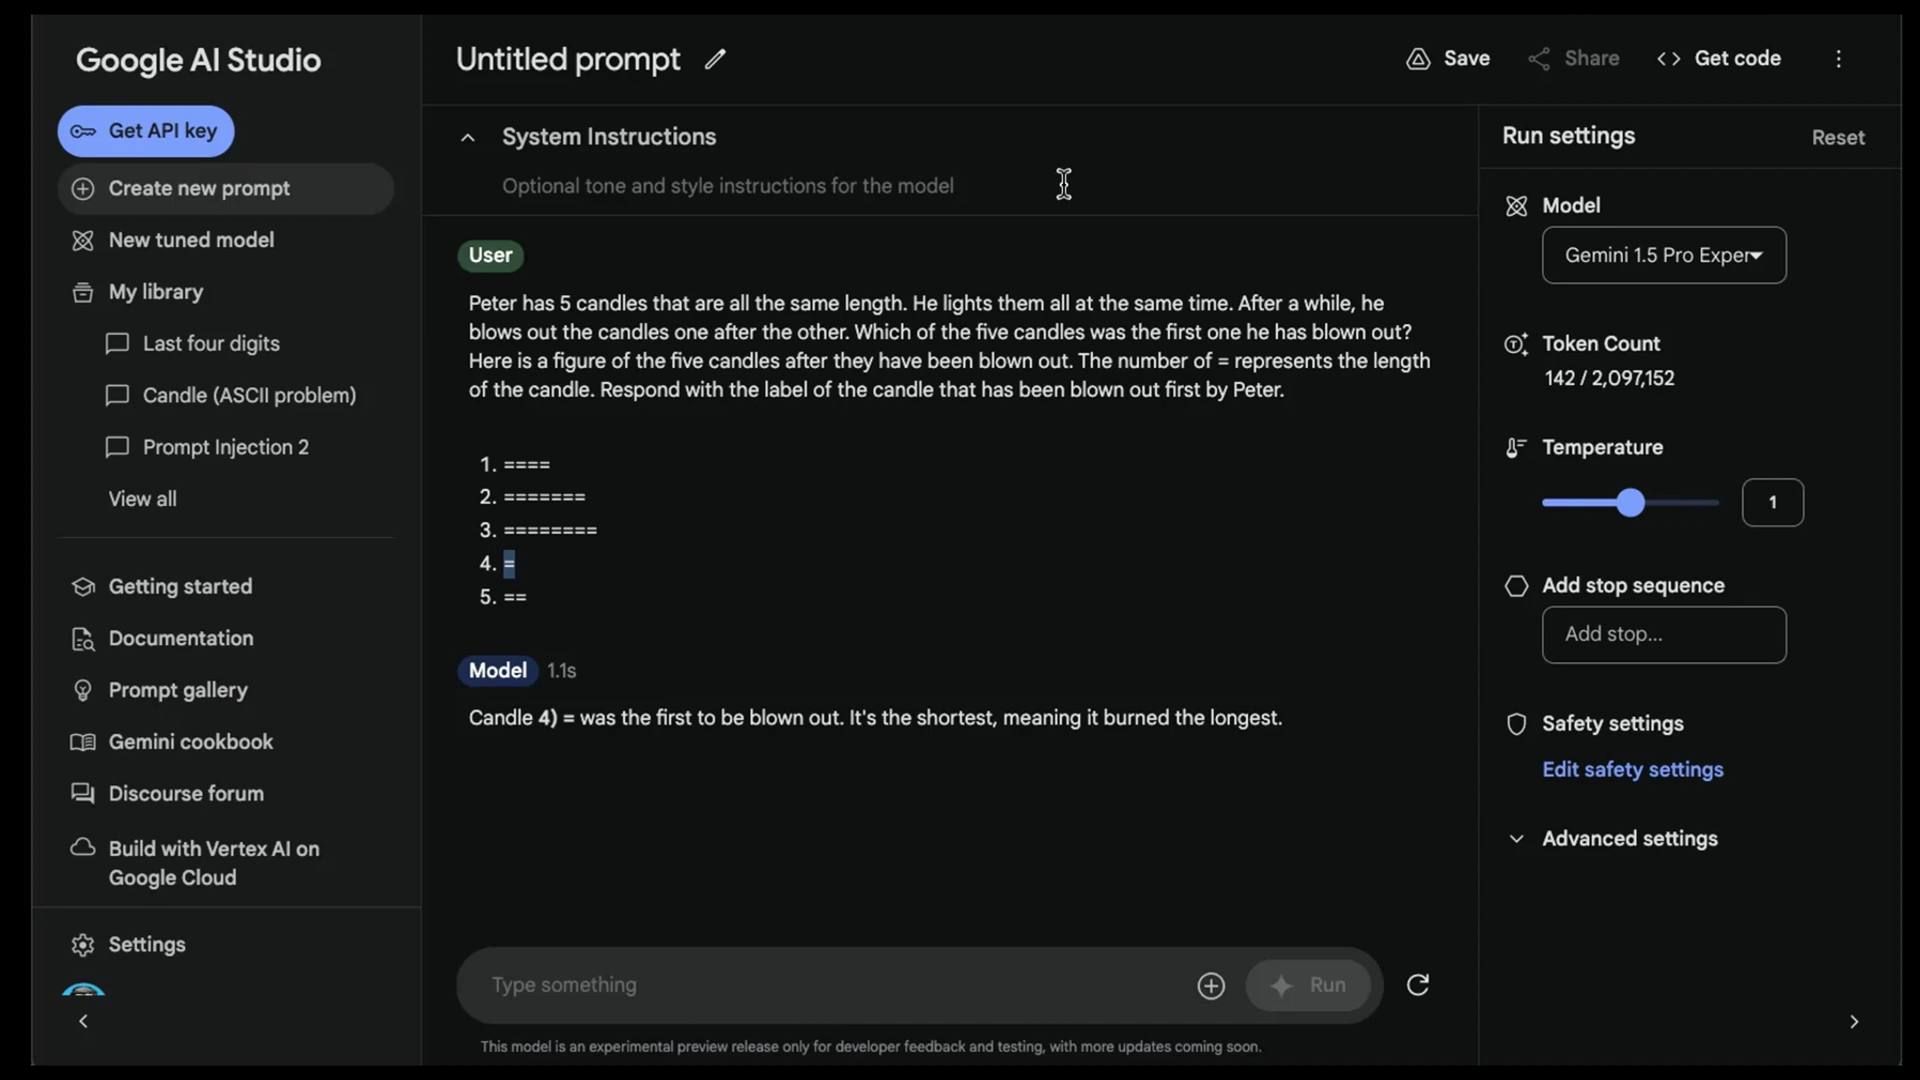 Google AI Studio
Get API key
Create new prompt
New tuned model
My library
Last four digits
Candle (ASCII problem)
Prompt Injection 2
View all
Getting started
Documentation
Prompt gallery
Gemini cookbook
Discourse forum
Build with Vertex AI on
Google Cloud
Settings
Untitled prompt
Save
Share
Get code
System Instructions
Optional tone and style instructions for the model
User
Peter has 5 candles that are all the same length. He lights them all at the same time. After a while, he
blows out the candles one after the other. Which of the five candles was the first one he has blown out?
Here is a figure of the five candles after they have been blown out. The number of = represents the length
of the candle. Respond with the label of the candle that has been blown out first by Peter.
1. ====
2. =======
3. ========
4. =
5. ==
Model 1.1s
Candle 4) = was the first to be blown out. It's the shortest, meaning it burned the longest.
Type something
Run
This model is an experimental preview release only for developer feedback and testing, with more updates coming soon.
Run settings
Reset
Model
Gemini 1.5 Pro Exper
Token Count
142 / 2,097,152
Temperature
1
Add stop sequence
Add stop...
Safety settings
Edit safety settings
Advanced settings